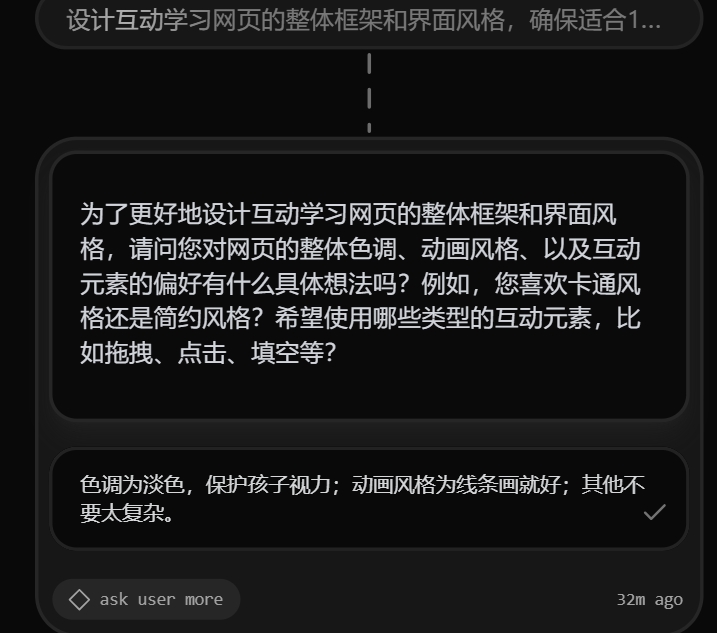 设计互动学习网页的整体框架和界面风格，确保适合1...
为了更好地设计互动学习网页的整体框架和界面风
格，请问您对网页的整体色调、动画风格、以及互动
元素的偏好有什么具体想法吗？例如，您喜欢卡通风
格还是简约风格？希望使用哪些类型的互动元素，比
如拖拽、点击、填空等？
色调为淡色，保护孩子视力；动画风格为线条画就好；其他不
要太复杂。
ask user more
32m ago